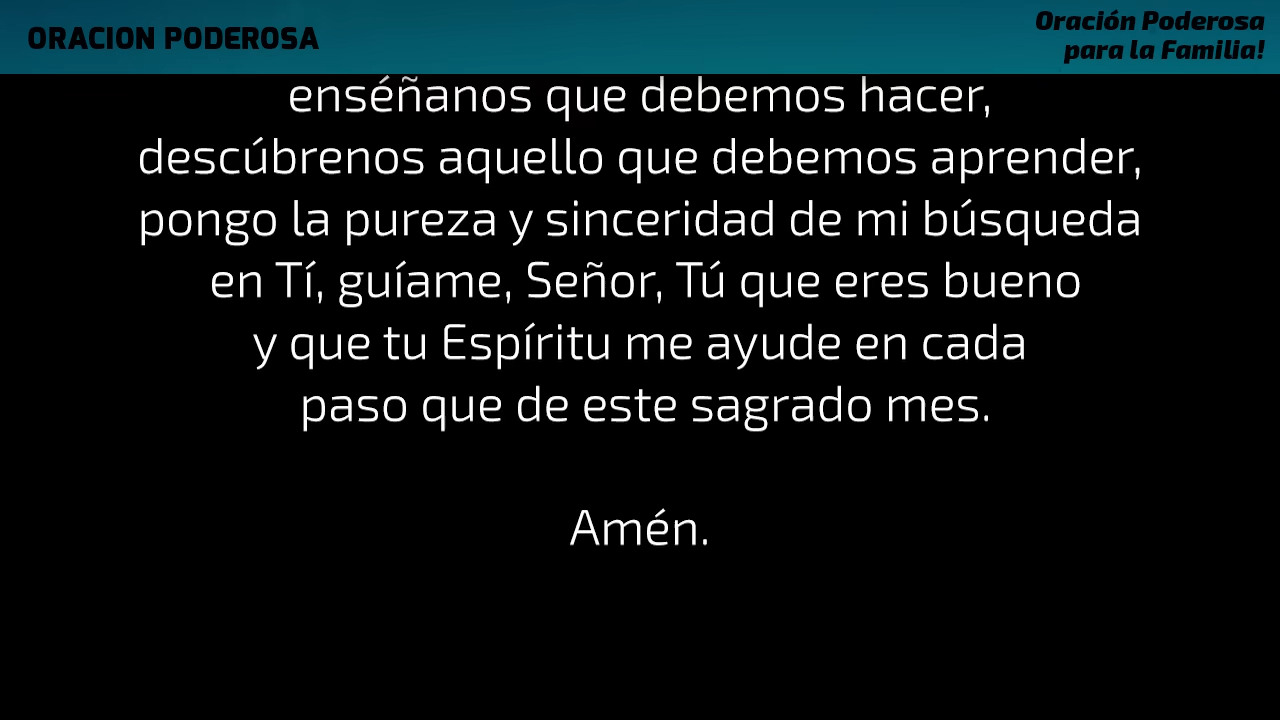 ORACION PODEROSA
Oración Poderosa
para la Familia!
enséñanos que debemos hacer,
descúbrenos aquello que debemos aprender,
pongo la pureza y sinceridad de mi búsqueda
en Tí, guíame, Señor, Tú que eres bueno
y que tu Espíritu me ayude en cada
paso que de este sagrado mes.
Amén.